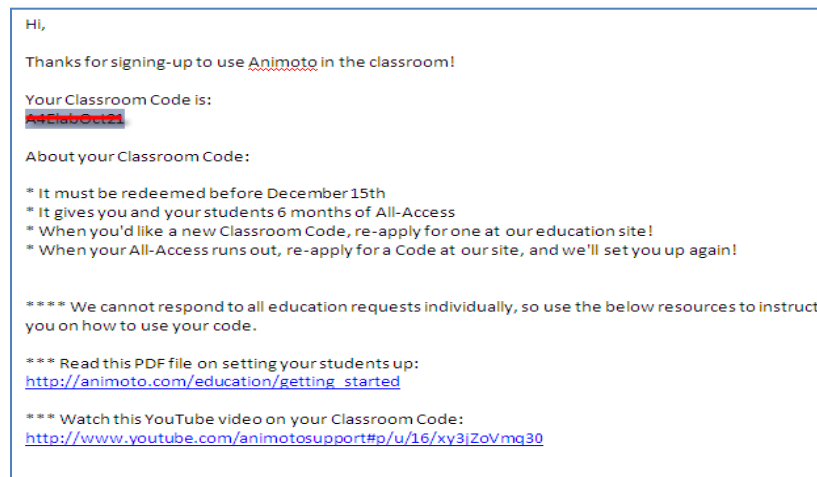 Hi,
Thanks for signing-up to use Animoto in the classroom!
Your Classroom Code is:
About your Classroom Code:
* It must be redeemed before December 15th
* It gives you and your students 6 months of All-Access
* When you'd like a new Classroom Code, re-apply for one at our education site!
* When your All-Access runs out, re-apply for a Code at our site, and we'll set you up again!
**** We cannot respond to all education requests individually, so use the below resources to instruct
you on how to use your code.
*** Read this PDF file on setting your students up:
http://animoto.com/education/getting_started
*** Watch this YouTube video on your Classroom Code:
http://www.youtube.com/animotosupport#p/u/16/xy3jZoVmq30